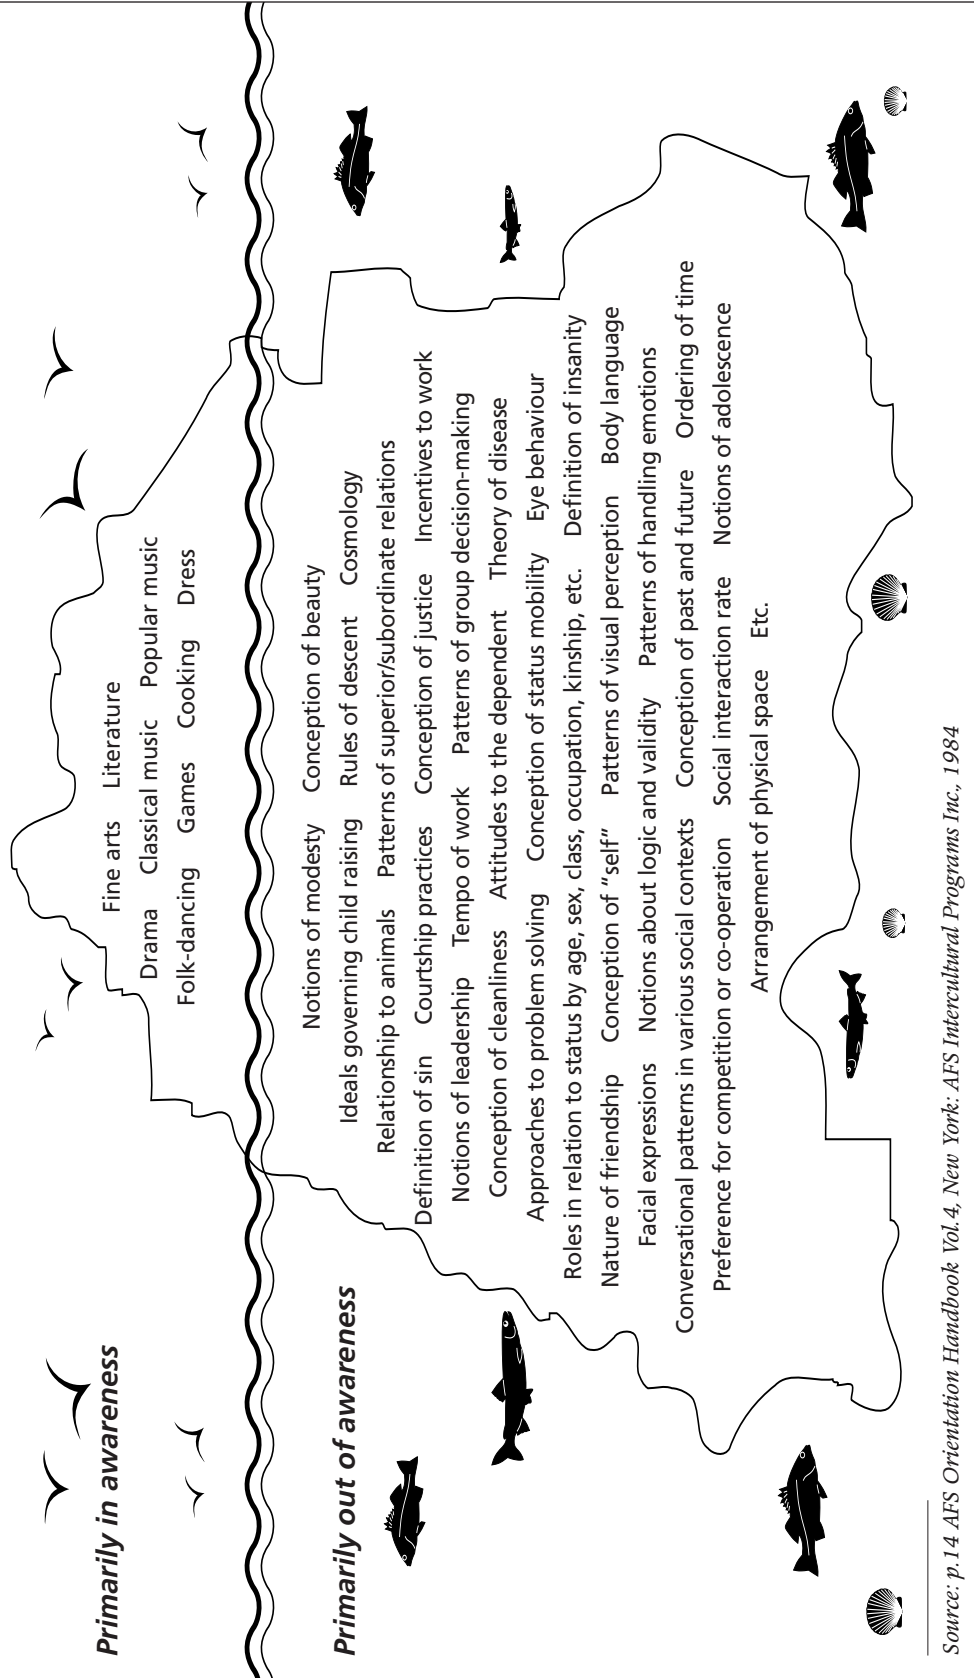 Primarily in awareness
Fine arts Literature
Drama Classical music Popular music
Folk-dancing Games Cooking Dress
Primarily out of awareness
Notions of modesty Conception of beauty
Ideals governing child raising Rules of descent Cosmology
Relationship to animals Patterns of superior/subordinate relations
Definition of sin Courtship practices Conception of justice Incentives to work
Notions of leadership Tempo of work Patterns of group decision-making
Conception of cleanliness Attitudes to the dependent Theory of disease
Approaches to problem solving Conception of status mobility Eye behaviour
Roles in relation to status by age, sex, class, occupation, kinship, etc. Definition of insanity
Nature of friendship Conception of “self” Patterns of visual perception Body language
Facial expressions Notions about logic and validity Patterns of handling emotions
Conversational patterns in various social contexts Conception of past and future Ordering of time
Preference for competition or co-operation Social interaction rate Notions of adolescence
Arrangement of physical space Etc.
Source: p.14 AFS Orientation Handbook Vol.4, New York: AFS Intercultural Programs Inc., 1984